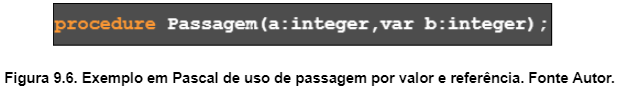 procedure Passagem(a:integer,var b:integer);
Figura 9.6. Exemplo em Pascal de uso de passagem por valor e referência. Fonte Autor.